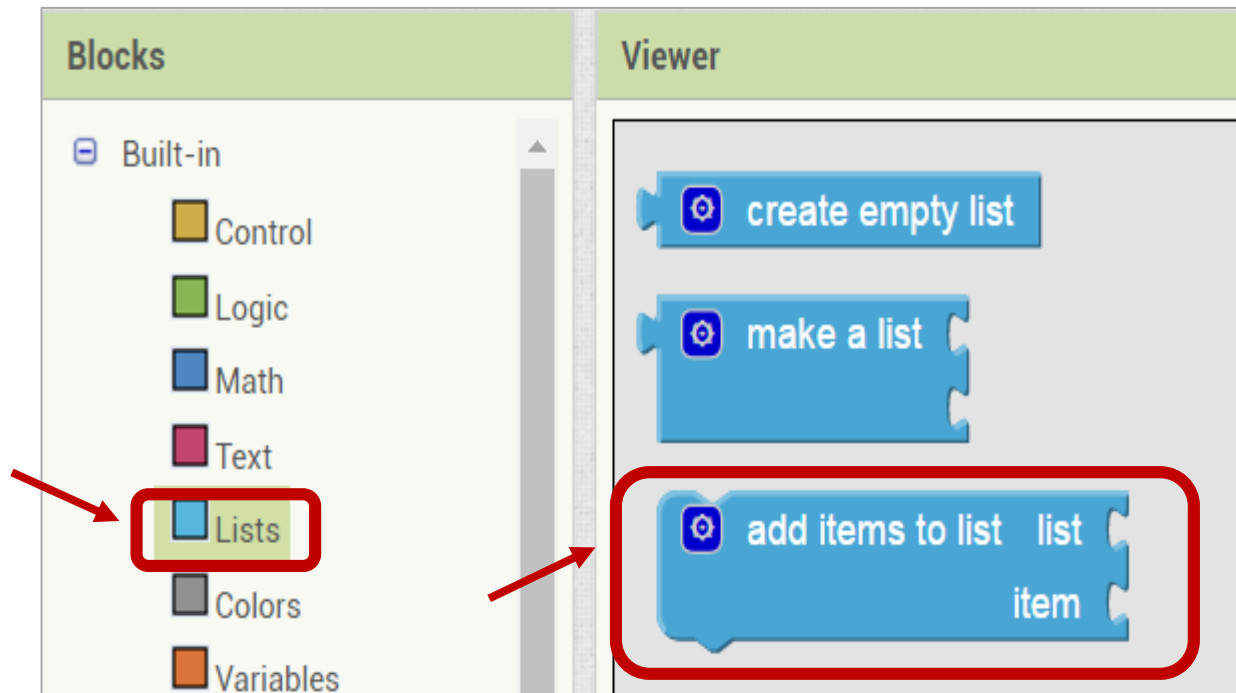 Blocks
Viewer
Built-in
Control
Logic
Math
Text
Lists
Colors
Variables
create empty list
make a list
add items to list list
item